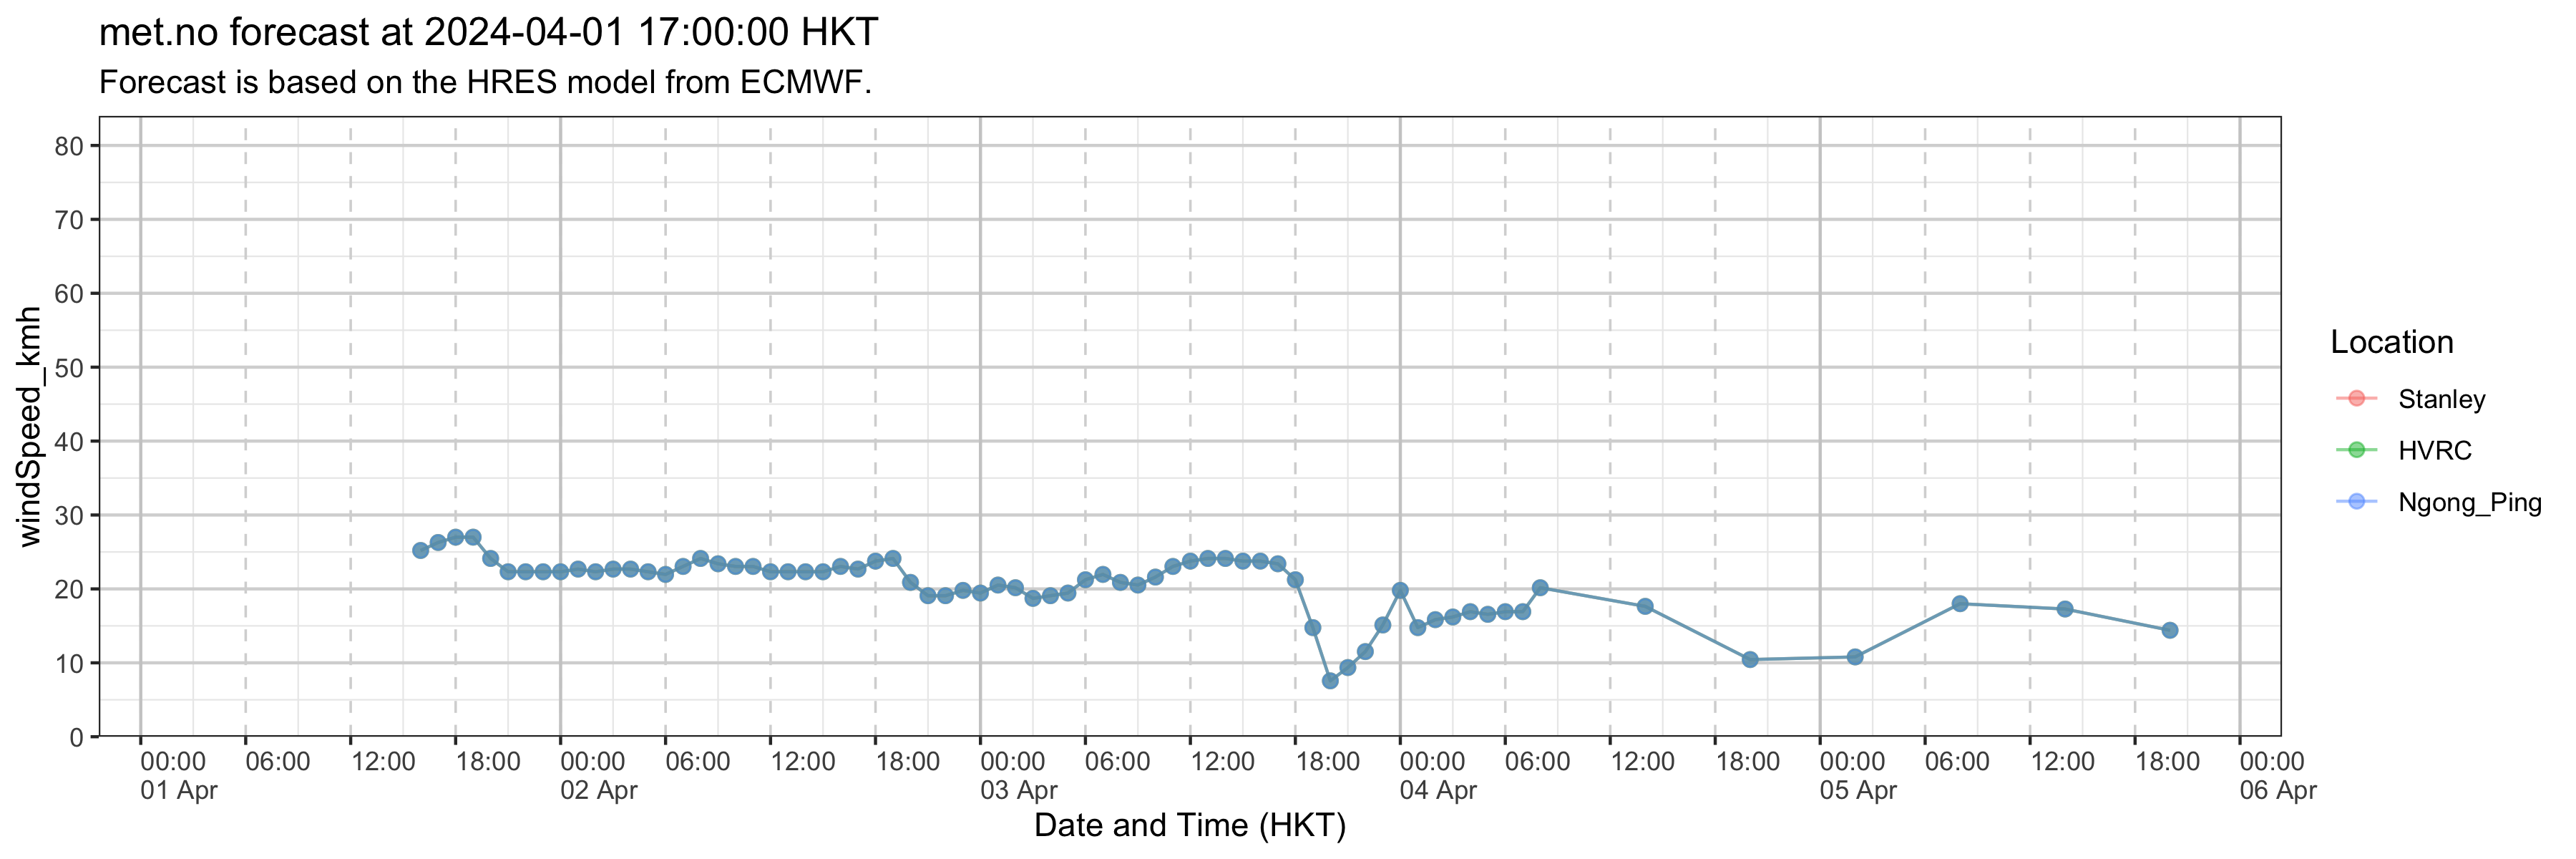 met.no forecast at 2024-04-01 17:00:00 HKT
Forecast is based on the HRES model from ECMWF.
windSpeed_kmh
80
70
60
50
40
30
20
10
0
00:00 06:00 12:00 18:00 00:00 06:00 12:00 18:00 00:00 06:00 12:00 18:00 00:00 06:00 12:00 18:00 00:00 06:00 12:00 18:00 00:00
01 Apr 02 Apr 03 Apr 04 Apr 05 Apr 06 Apr
Date and Time (HKT)
Location
Stanley
HVRC
Ngong_Ping